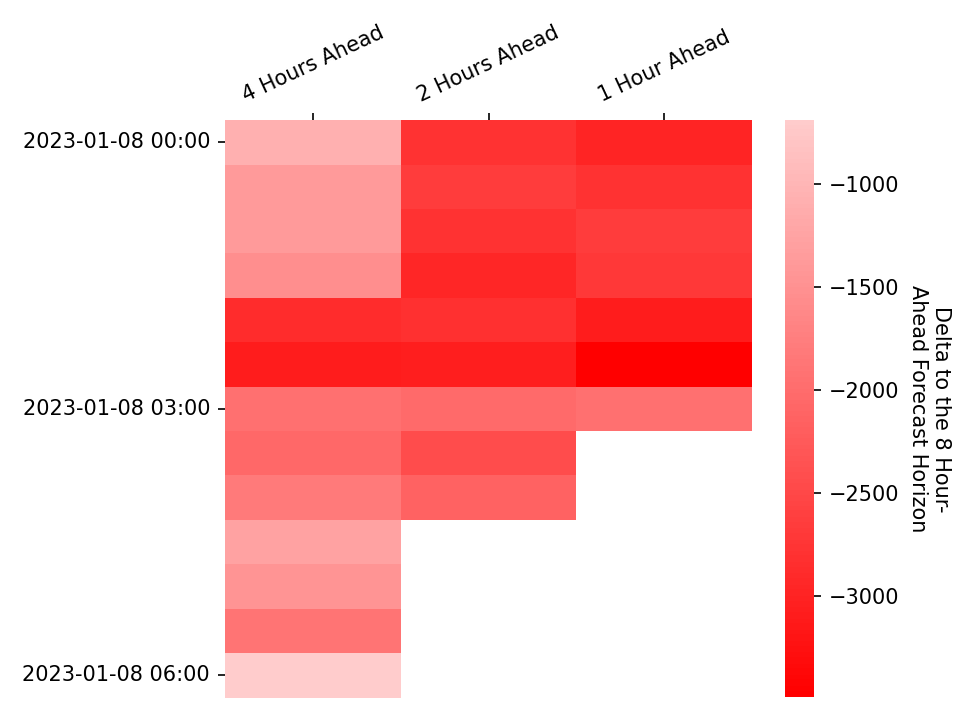 4 Hours Ahead
2 Hours Ahead
1 Hour Ahead
2023-01-08 00:00
2023-01-08 03:00
2023-01-08 06:00
−1000
−1500
−2000
−2500
−3000
Delta to the 8 Hour-
Ahead Forecast Horizon